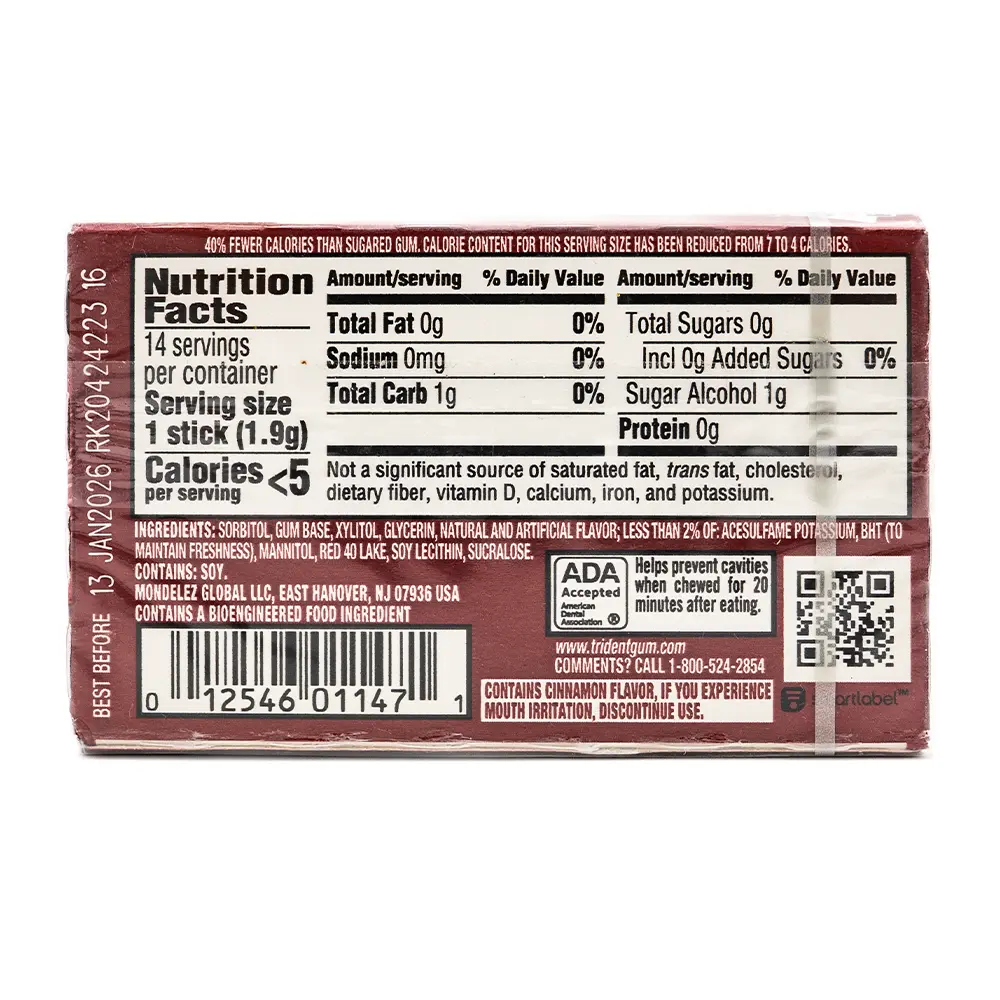 40% FEWER CALORIES THAN SUGARED GUM. CALORIE CONTENT FOR THIS SERVING SIZE HAS BEEN REDUCED FROM 7 TO 4 CALORIES.
Nutrition
Facts
14 servings
per container
Serving size
1 stick (1.9g)
Calories <5
per serving
Amount/serving % Daily Value
Total Fat 0g 0%
Sodium 0mg 0%
Total Carb 1g 0%
Amount/serving % Daily Value
Total Sugars 0g
Incl 0g Added Sugars 0%
Sugar Alcohol 1g
Protein 0g
Not a significant source of saturated fat, trans fat, cholesterol,
dietary fiber, vitamin D, calcium, iron, and potassium.
INGREDIENTS: SORBITOL, GUM BASE, XYLITOL, GLYCERIN, NATURAL AND ARTIFICIAL FLAVOR; LESS THAN 2% OF: ACESULFAME POTASSIUM, BHT (TO
MAINTAIN FRESHNESS), MANNITOL, RED 40 LAKE, SOY LECITHIN, SUCRALOSE.
CONTAINS: SOY.
MONDELEZ GLOBAL LLC, EAST HANOVER, NJ 07936 USA
CONTAINS A BIOENGINEERED FOOD INGREDIENT
ADA
Accepted
American
Dental
Association ®
Helps prevent cavities
when chewed for 20
minutes after eating.
www.tridentgum.com
COMMENTS? CALL 1-800-524-2854
CONTAINS CINNAMON FLAVOR, IF YOU EXPERIENCE
MOUTH IRRITATION, DISCONTINUE USE.
smartlabel™
0 12546 01147 1
BEST BEFORE 13 JAN2026 RK20424223 16